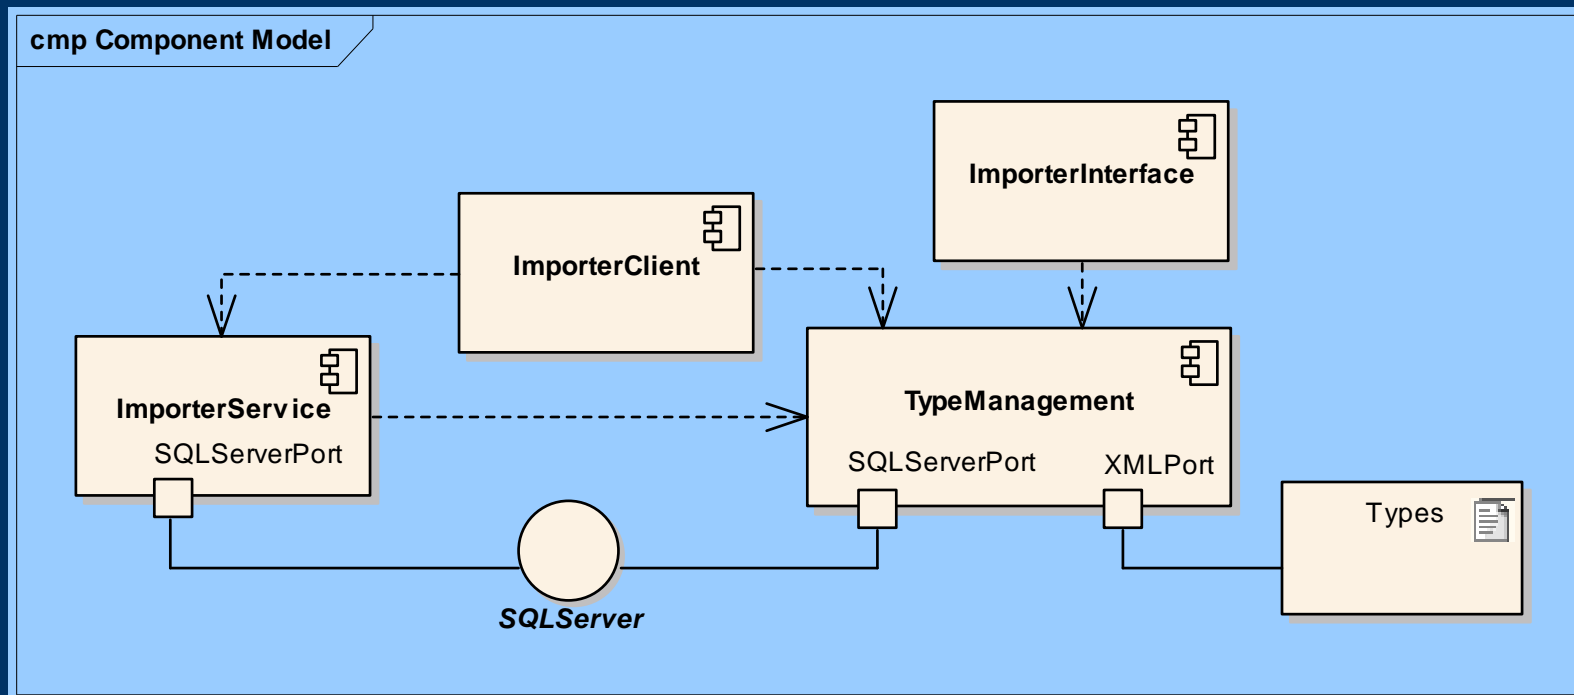 cmp Component Model
ImporterInterface
ImporterClient
ImporterService
SQLServerPort
TypeManagement
SQLServerPort
XMLPort
Types
SQLServer